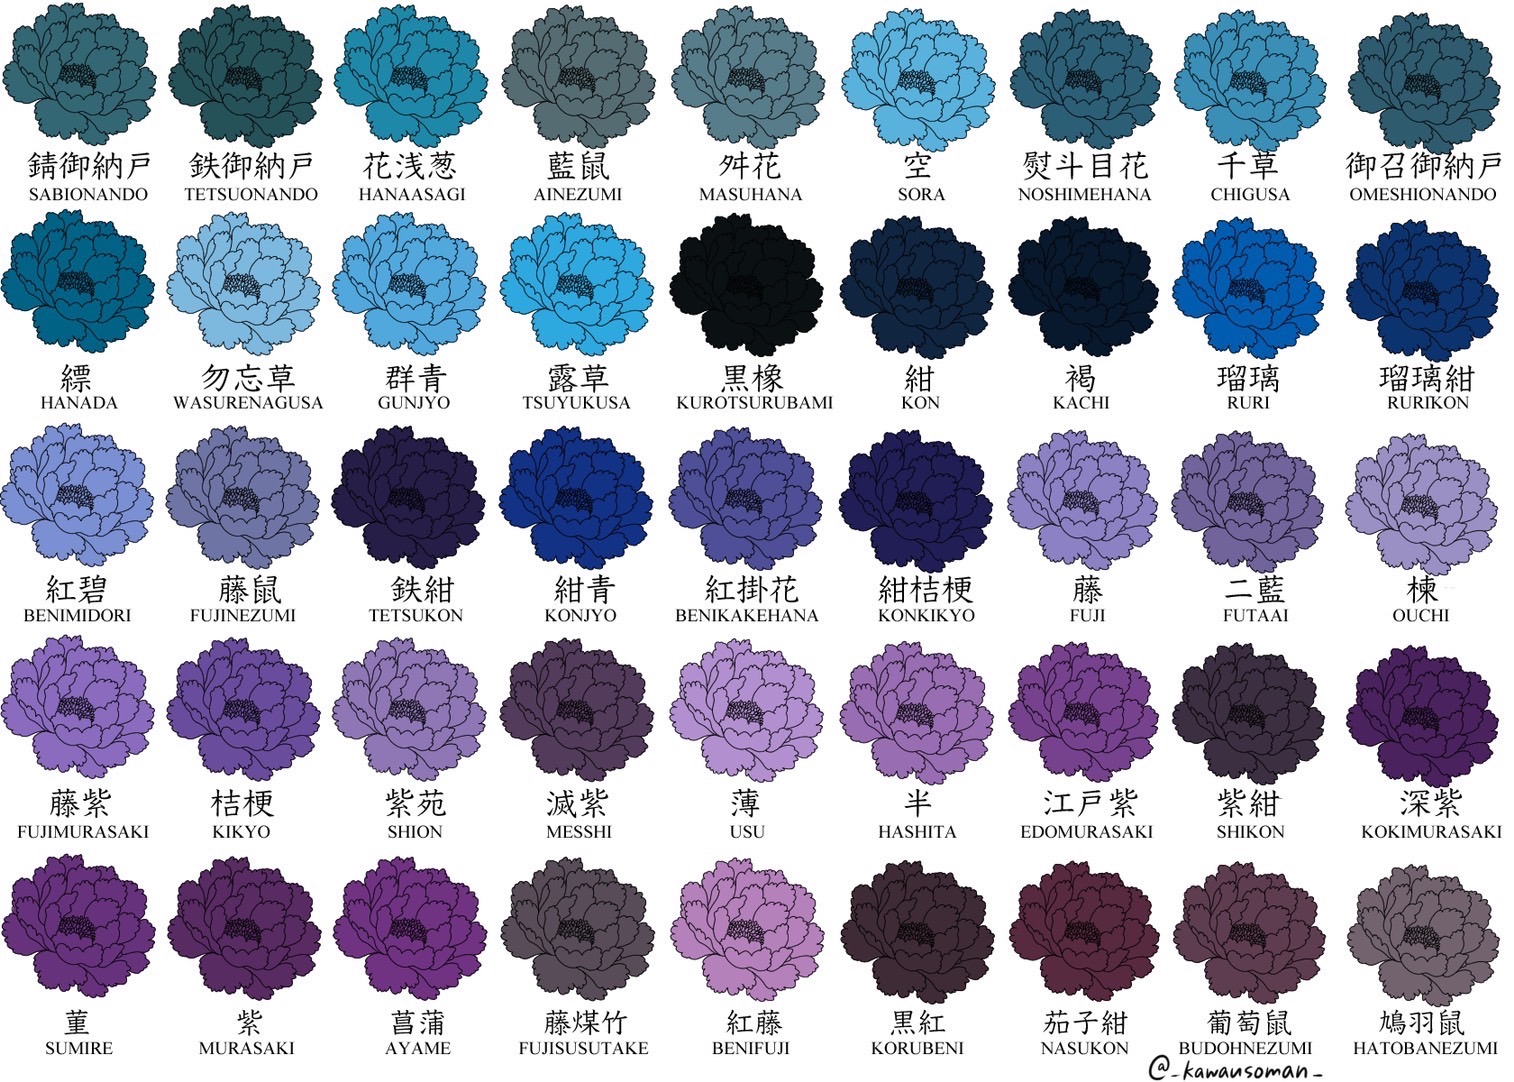 錆御納戸 鉄御納戸 花浅葱 藍鼠 舛花 空 熨斗目花 千草 御召御納戸
SABIONANDO TETSUONANDO HANAASAGI AINEZUMI MASUHANA SORA NOSHIMEHANA CHIGUSA OMESHIONANDO
縹 勿忘草 群青 露草 黒橡 紺 褐 瑠璃 瑠璃紺
HANADA WASURENAGUSA GUNJYO TSUYUKUSA KUROTSURUBAMI KON KACHI RURI RURIKON
紅碧 藤鼠 鉄紺 紺青 紅掛花 紺桔梗 藤 二藍 楝
BENIMIDORI FUJINEZUMI TETSUKON KONJYO BENIKAKEHANA KONKIKYO FUJI FUTAAI OUCHI
藤紫 桔梗 紫苑 滅紫 薄 半 江戸紫 紫紺 深紫
FUJIMURASAKI KIKYO SHION MESSHI USU HASHITA EDOMURASAKI SHIKON KOKIMURASAKI
菫 紫 菖蒲 藤煤竹 紅藤 黒紅 茄子紺 葡萄鼠 鳩羽鼠
SUMIRE MURASAKI AYAME FUJISUSUTAKE BENIFUJI KORUBENI NASUKON BUDOHNEZUMI HATOBANEZUMI
@_kawausoman_